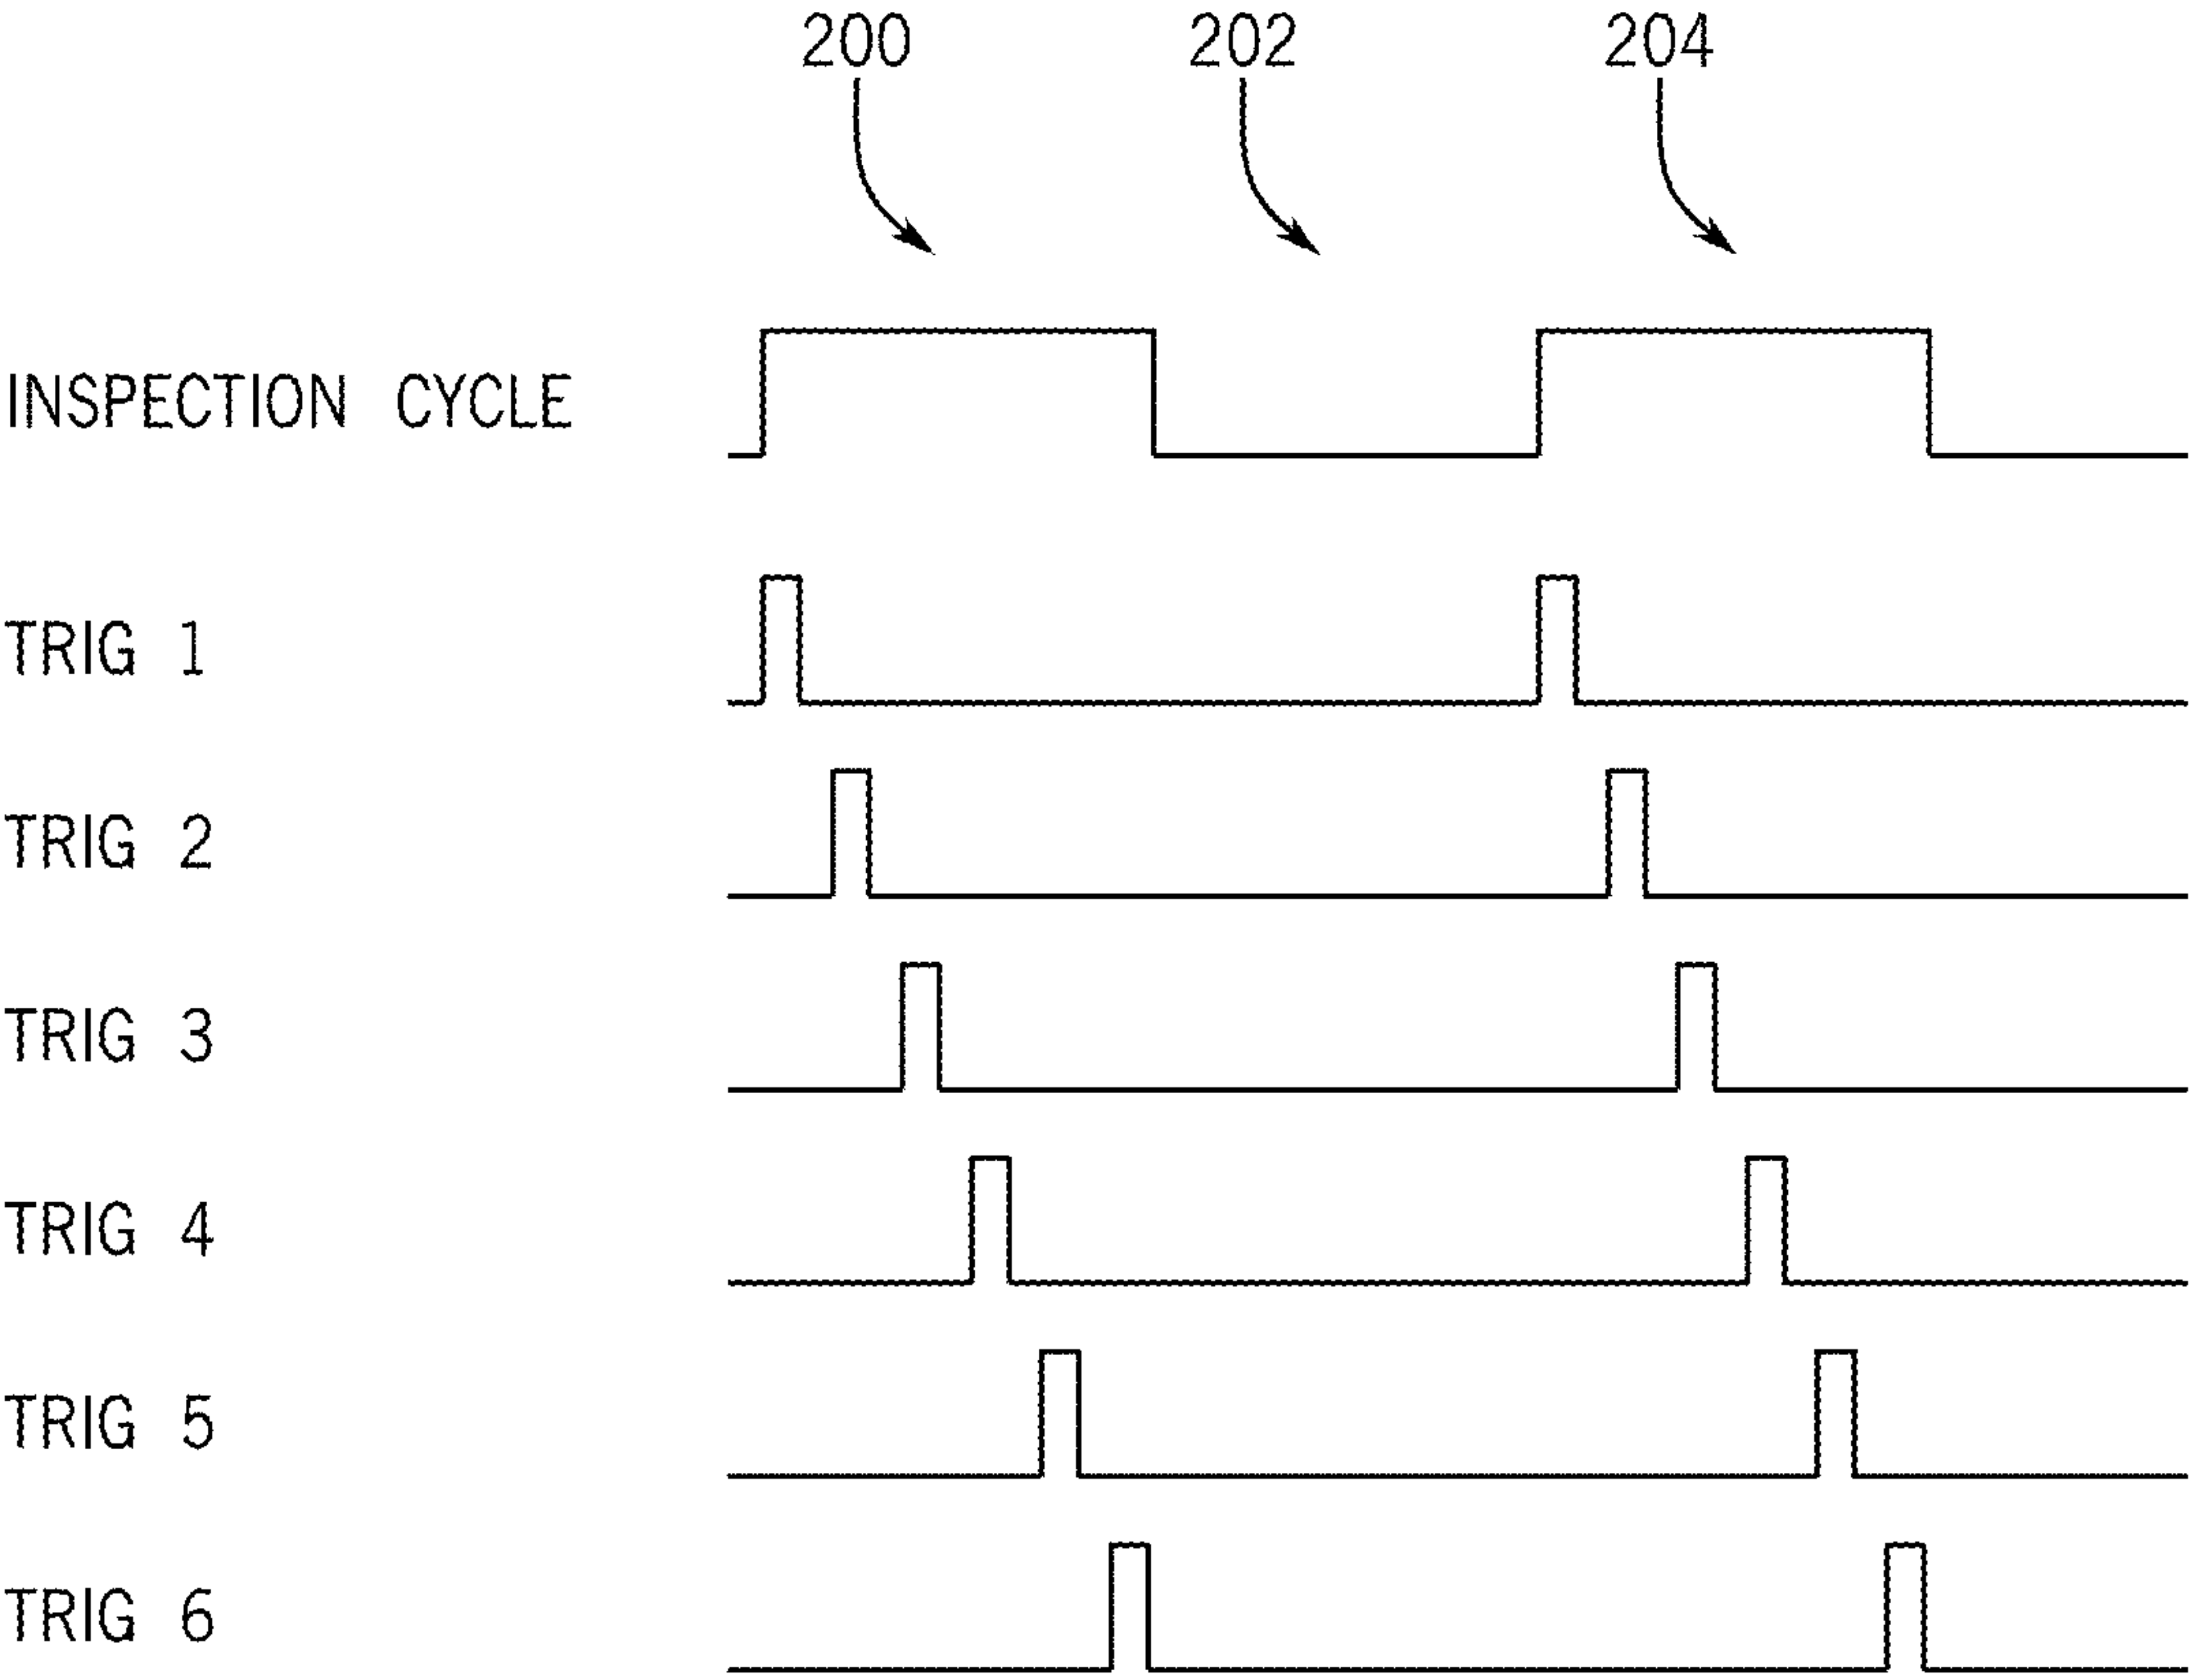 200 202 204
INSPECTION CYCLE
TRIG 1
TRIG 2
TRIG 3
TRIG 4
TRIG 5
TRIG 6